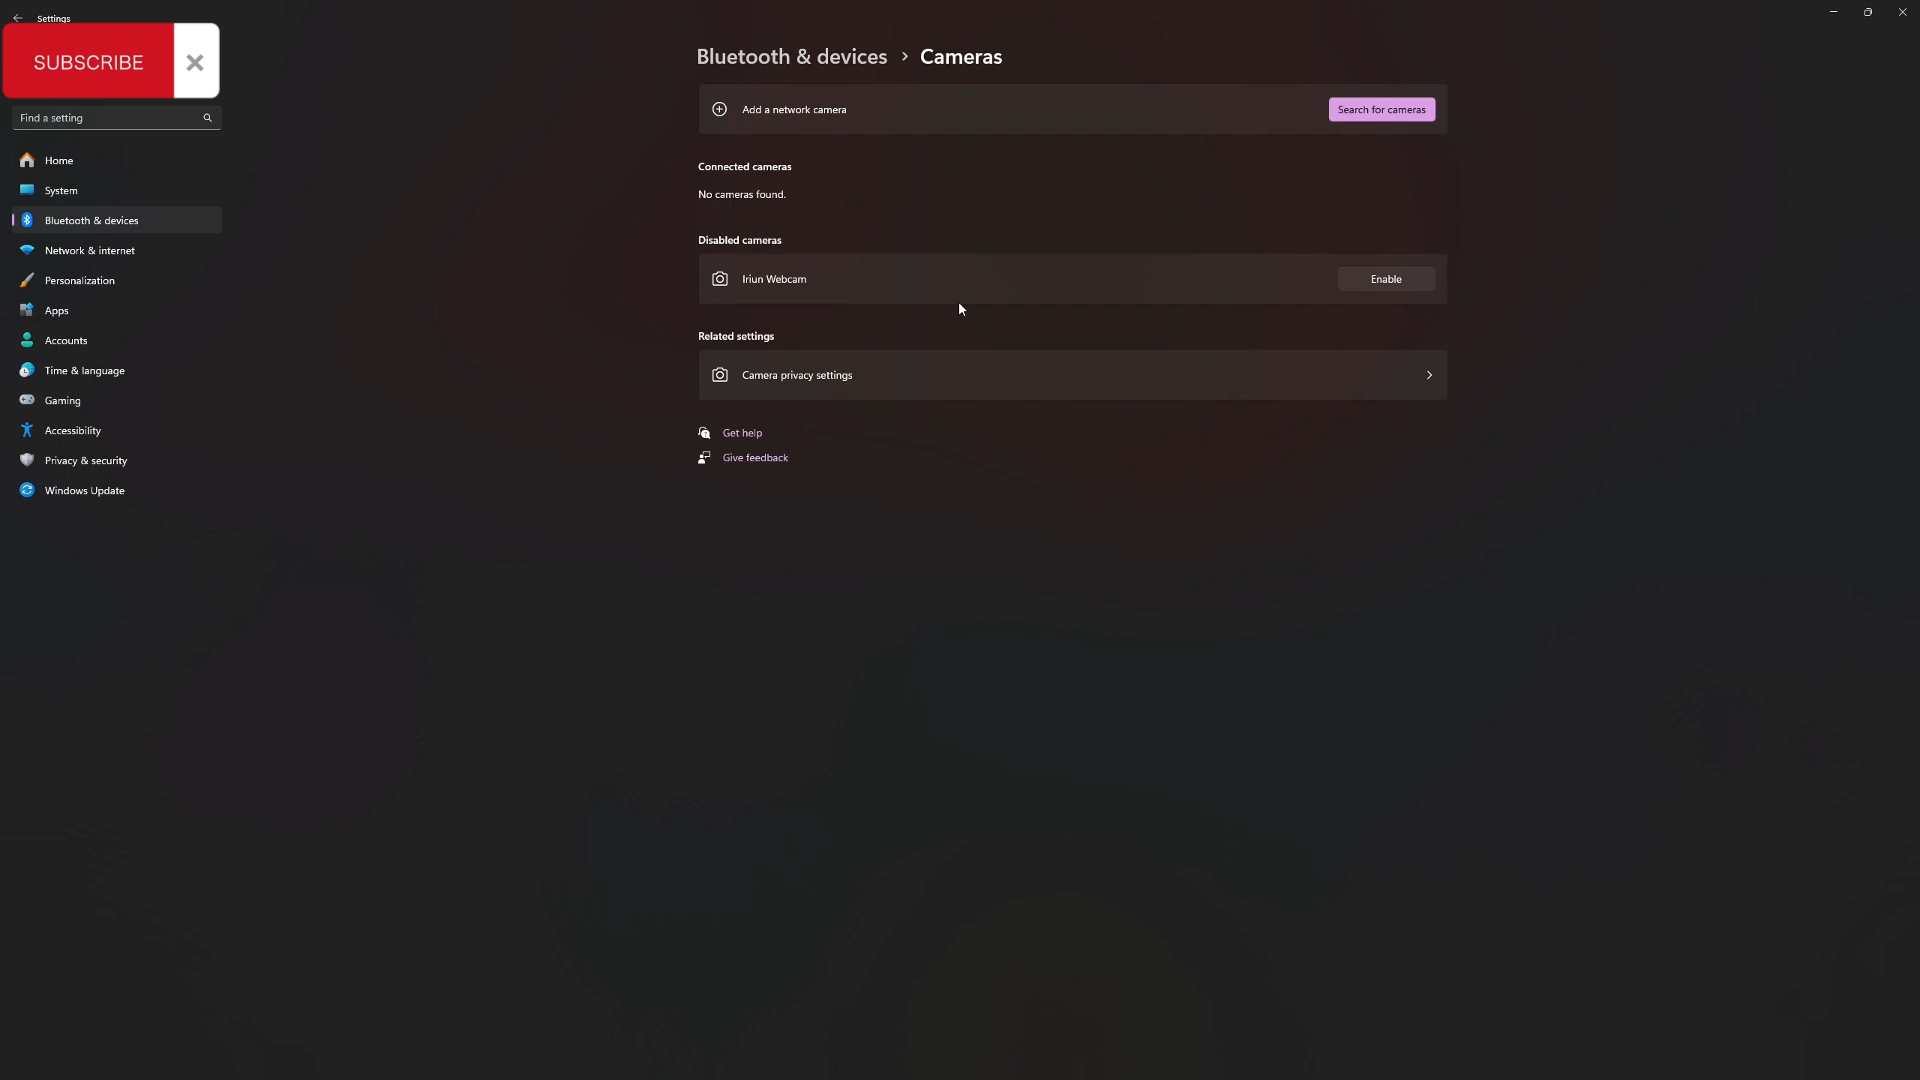 Settings
SUBSCRIBE
Find a setting
Home
System
Bluetooth & devices
Network & internet
Personalization
Apps
Accounts
Time & language
Gaming
Accessibility
Privacy & security
Windows Update
Bluetooth & devices > Cameras
Add a network camera
Search for cameras
Connected cameras
No cameras found.
Disabled cameras
Iriun Webcam
Enable
Related settings
Camera privacy settings
Get help
Give feedback